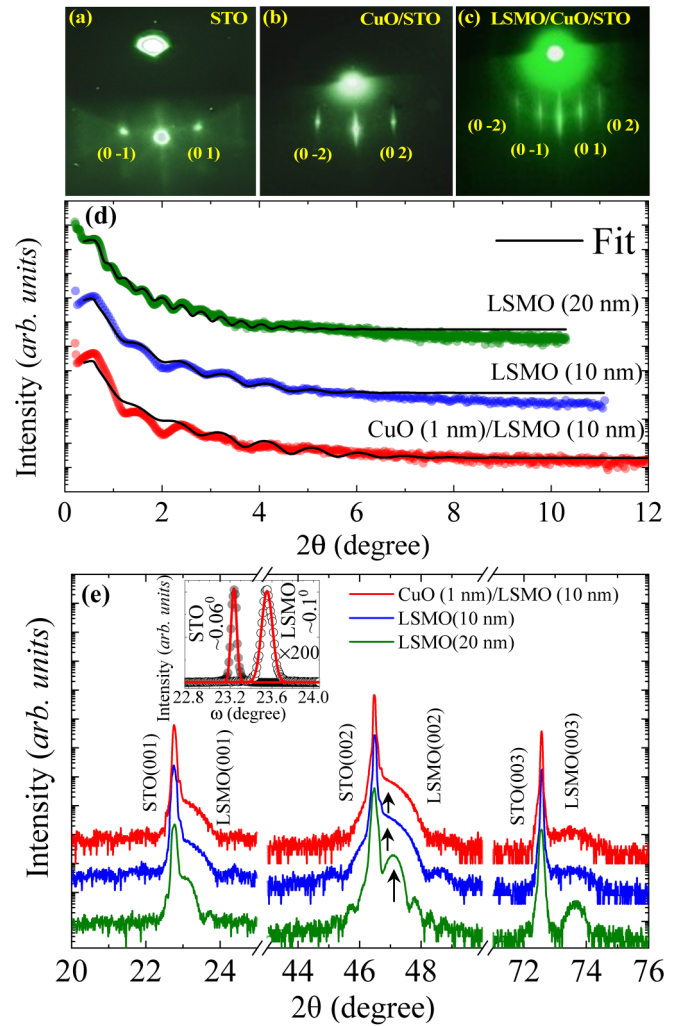 (a) STO
(b) CuO/STO
(c) LSMO/CuO/STO
(0 -1) (0 1)
(0 -2) (0 2)
(0 -2) (0 -1) (0 1) (0 2)
(d)
Fit
LSMO (20 nm)
LSMO (10 nm)
CuO (1 nm)/LSMO (10 nm)
Intensity (arb. units)
0 2 4 6 8 10 12
2θ (degree)
(e)
CuO (1 nm)/LSMO (10 nm)
LSMO(10 nm)
LSMO(20 nm)
Intensity (arb. units)
STO
~0.06⁰
LSMO
~0.1⁰
×200
22.8 23.2 23.6 24.0
ω (degree)
STO(001)
LSMO(001)
STO(002)
LSMO(002)
STO(003)
LSMO(003)
Intensity (arb. units)
20 22 24 44 46 48 72 74 76
2θ (degree)